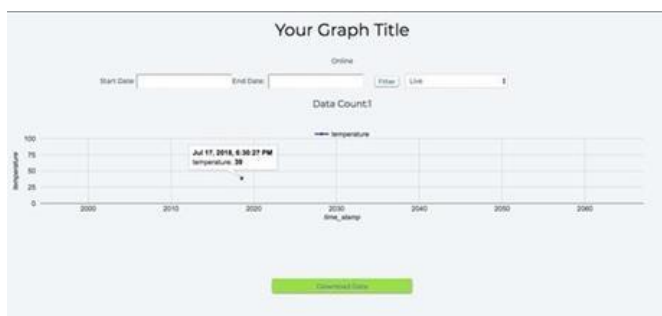 Your Graph Title
Online
Start Date: End Date: Filter Live
Data Count:1
temperature
Jul 17, 2018, 6:30:27 PM
temperature: 39
temperature
100
75
50
25
0
2000 2010 2020 2030 2040 2050 2060
time_stamp
Download Data